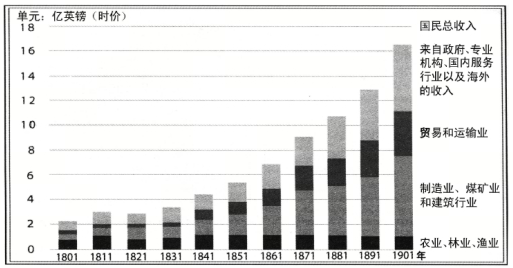 单元：亿英镑（时价）
国民总收入
来自政府、专业
机构、国内服务
行业以及海外
的收入
贸易和运输业
制造业、煤矿业
和建筑行业
农业、林业、渔业
18
16
14
12
10
8
6
4
2
0
1801 1811 1821 1831 1841 1851 1861 1871 1881 1891 1901年